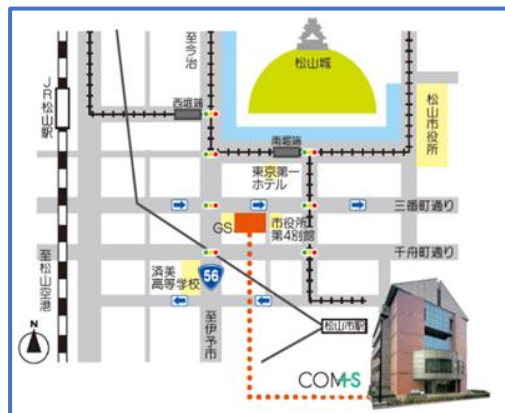 至今治
松山城
JR松山駅
西堀端
南堀端
松山市役所
東京第一
ホテル
三番町通り
GS
市役所
第4別館
千舟町通り
済美
高等学校
56
至松山空港
至伊予市
松山市駅
N
COMS